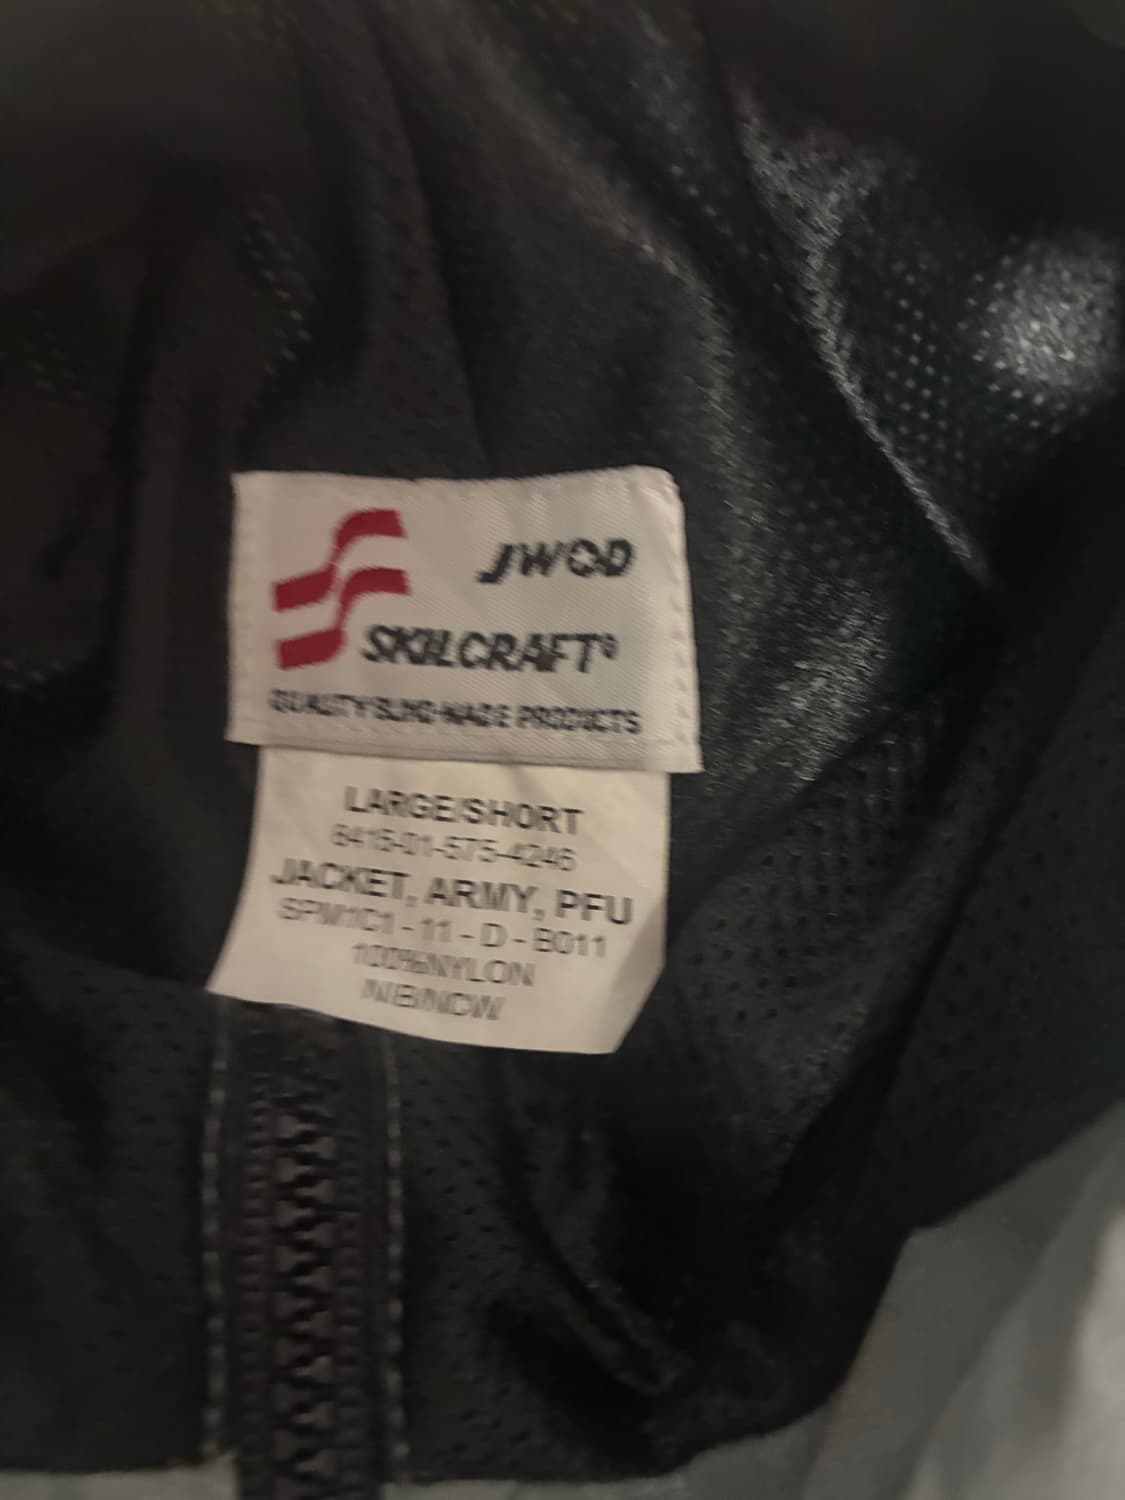 JWOD
SKILCRAFT®
QUALITY BLIND MADE PRODUCTS
LARGE/SHORT
8415-01-575-4246
JACKET, ARMY, PFU
SPM1C1 - 11 - D - B011
100%NYLON